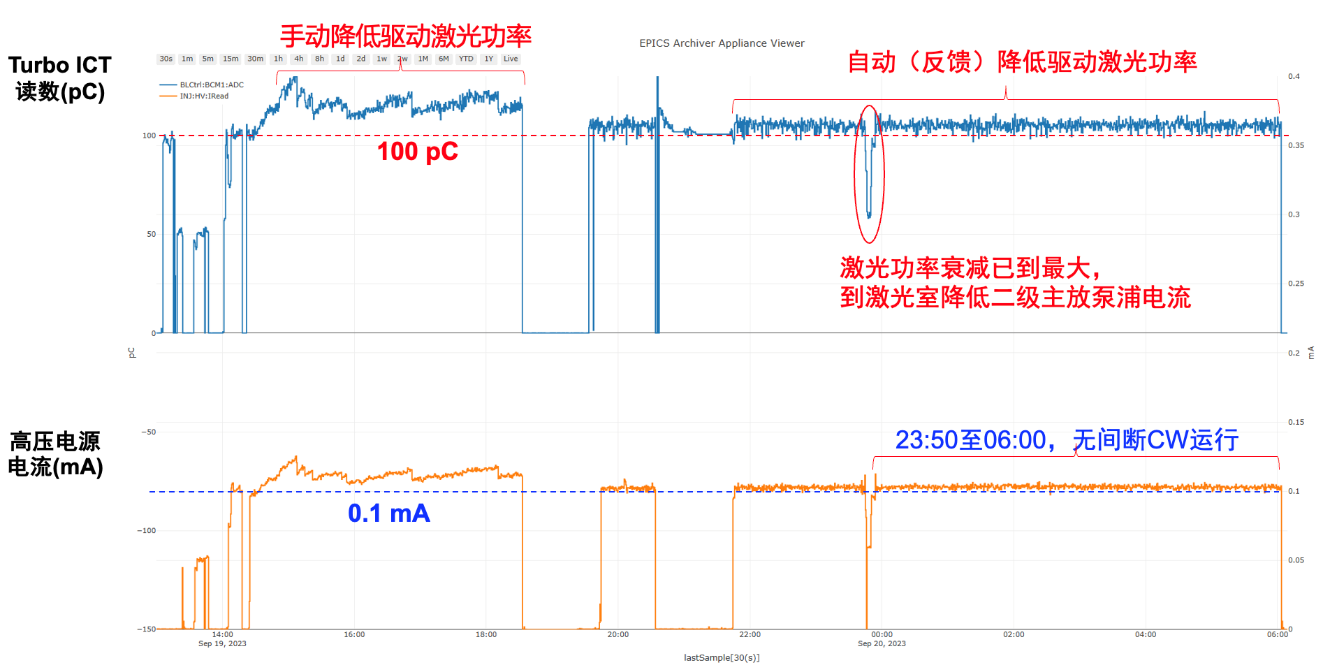 手动降低驱动激光功率
EPICS Archiver Appliance Viewer
Turbo ICT
读数(pC)
30s 1m 5m 15m 30m 1h 4h 8h 1d 2d 1w 2w 1M 6M YTD 1Y Live
自动（反馈）降低驱动激光功率
BLCtrl:BCM1:ADC
INJ:HV:IRead
100 pC
激光功率衰减已到最大，
到激光室降低二级主放泵浦电流
100
50
0
−50
−100
−150
pC
0.4
0.35
0.3
0.25
0.2
0.15
0.1
0.05
0
mA
高压电源
电流(mA)
23:50至06:00，无间断CW运行
0.1 mA
14:00 16:00 18:00 20:00 22:00 00:00 02:00 04:00 06:00
Sep 19, 2023 Sep 20, 2023
lastSample[30(s)]